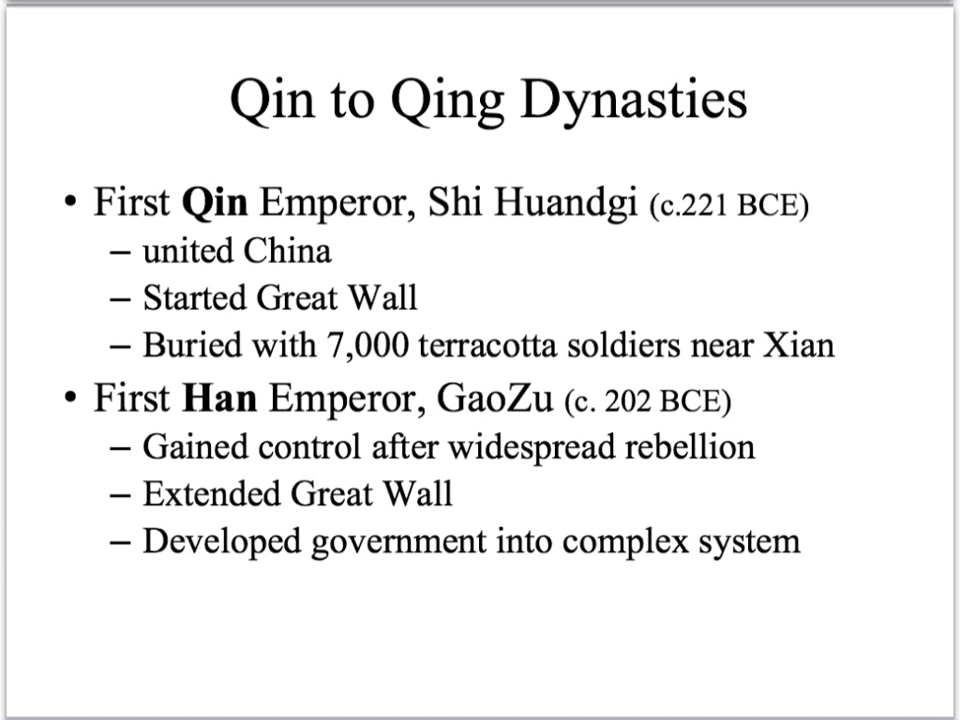 Qin to Qing Dynasties
• First Qin Emperor, Shi Huandgi (c.221 BCE)
– united China
– Started Great Wall
– Buried with 7,000 terracotta soldiers near Xian
• First Han Emperor, GaoZu (c. 202 BCE)
– Gained control after widespread rebellion
– Extended Great Wall
– Developed government into complex system